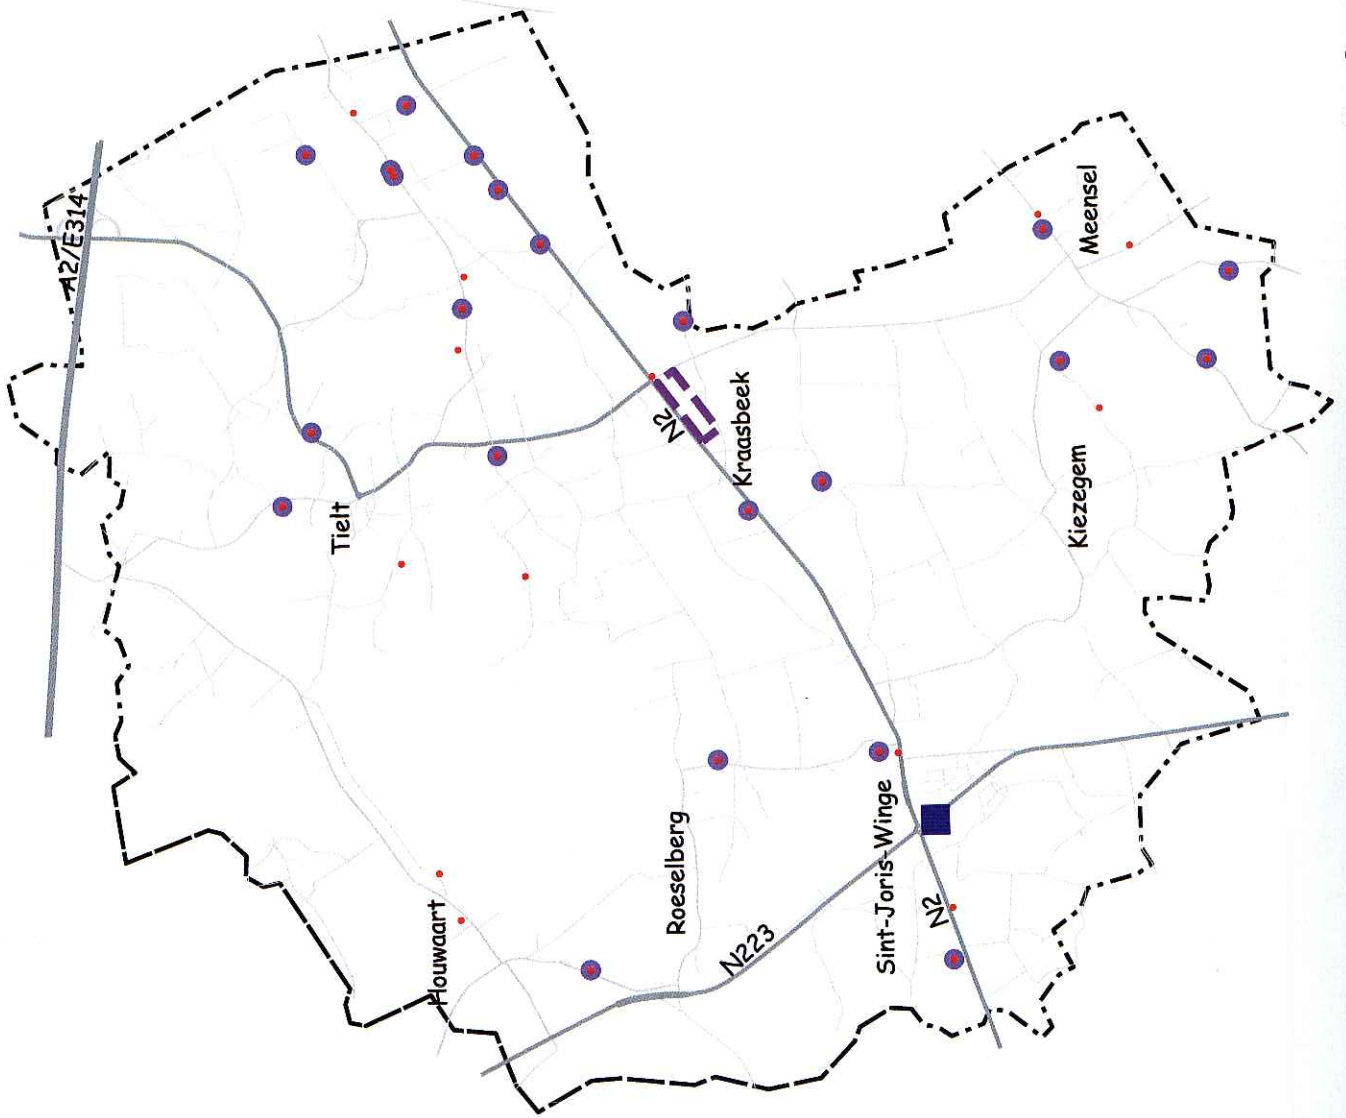 A2/E314
Tielt
N2
Kraasbeek
Meensel
Kiezegem
Houwaart
Roeselberg
N223
Sint-Joris-Winge
N2